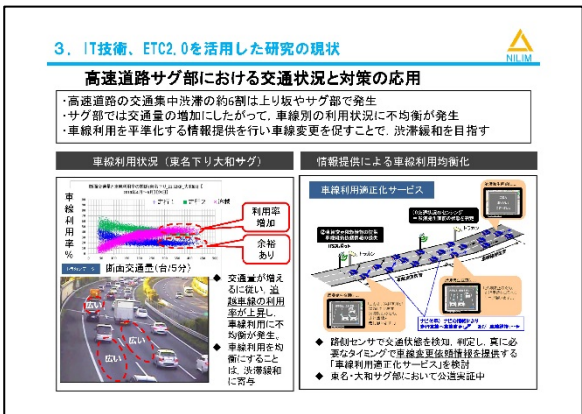 3. IT技術、ETC2.0を活用した研究の現状
NILIM
高速道路サグ部における交通状況と対策の応用
・高速道路の交通集中渋滞の約6割は上り坂やサグ部で発生
・サグ部では交通量の増加にしたがって，車線別の利用状況に不均衡が発生
・車線利用を平準化する情報提供を行い車線変更を促すことで，渋滞緩和を目指す
車線利用状況（東名下り大和サグ）
車線利用率%
利用率
増加
余裕
あり
断面交通量(台/5分)
広い
広い
広い
◆ 交通量が増え
るに従い，追
越車線の利用
率が上昇し，
車線利用に不
均衡が発生。
◆ 車線利用を均
衡にすること
は、渋滞緩和
に寄与
情報提供による車線利用均衡化
車線利用適正化サービス
◆ 路側センサで交通状態を検知，判定し，真に必
要なタイミングで車線変更依頼情報を提供する
「車線利用適正化サービス」を検討
◆ 東名・大和サグ部において公道実証中